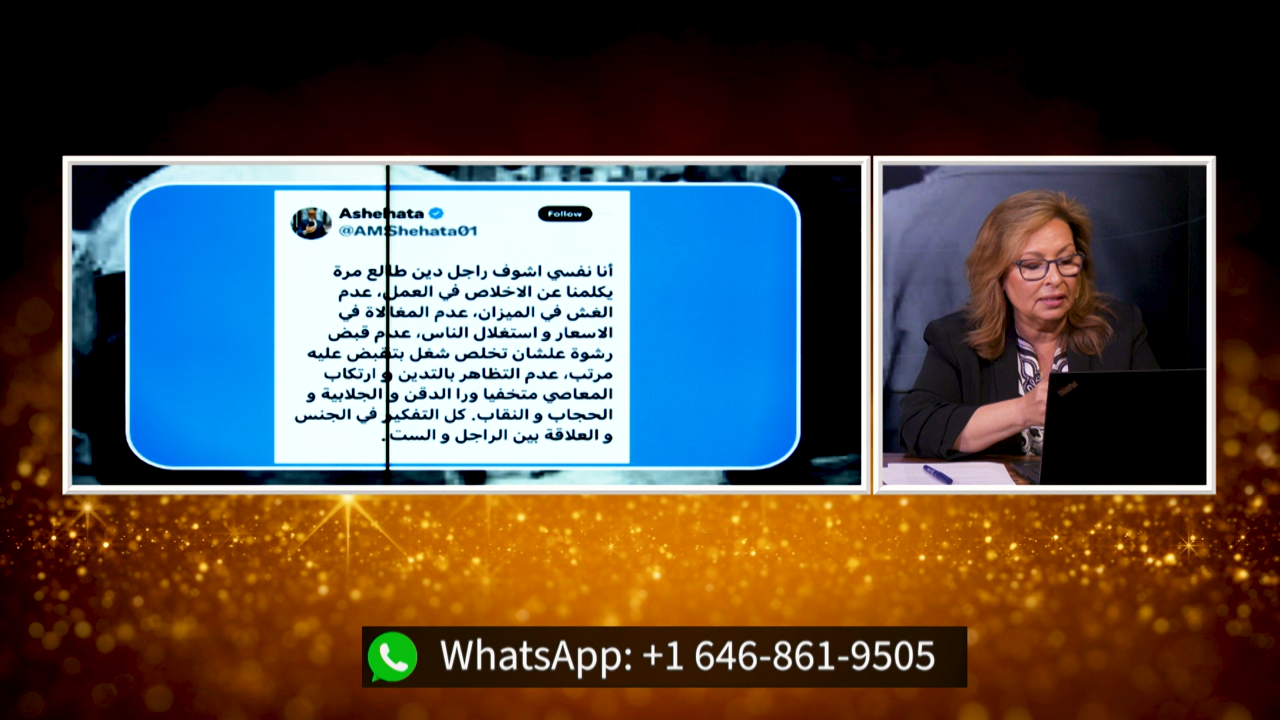 Ashehata
Follow
@AMShehata01
أنا نفسي اشوف راجل دين طالع مرة
يكلمنا عن الاخلاص في العمل، عدم
الغش في الميزان، عدم المغالاة في
الاسعار و استغلال الناس، عدم قبض
رشوة علشان تخلص شغل بتقبض عليه
مرتب، عدم التظاهر بالتدين و ارتكاب
المعاصي متخفيا ورا الدقن و الجلابية و
الحجاب و النقاب. كل التفكير في الجنس
و العلاقة بين الراجل و الست.
ThinkPad
WhatsApp: +1 646-861-9505